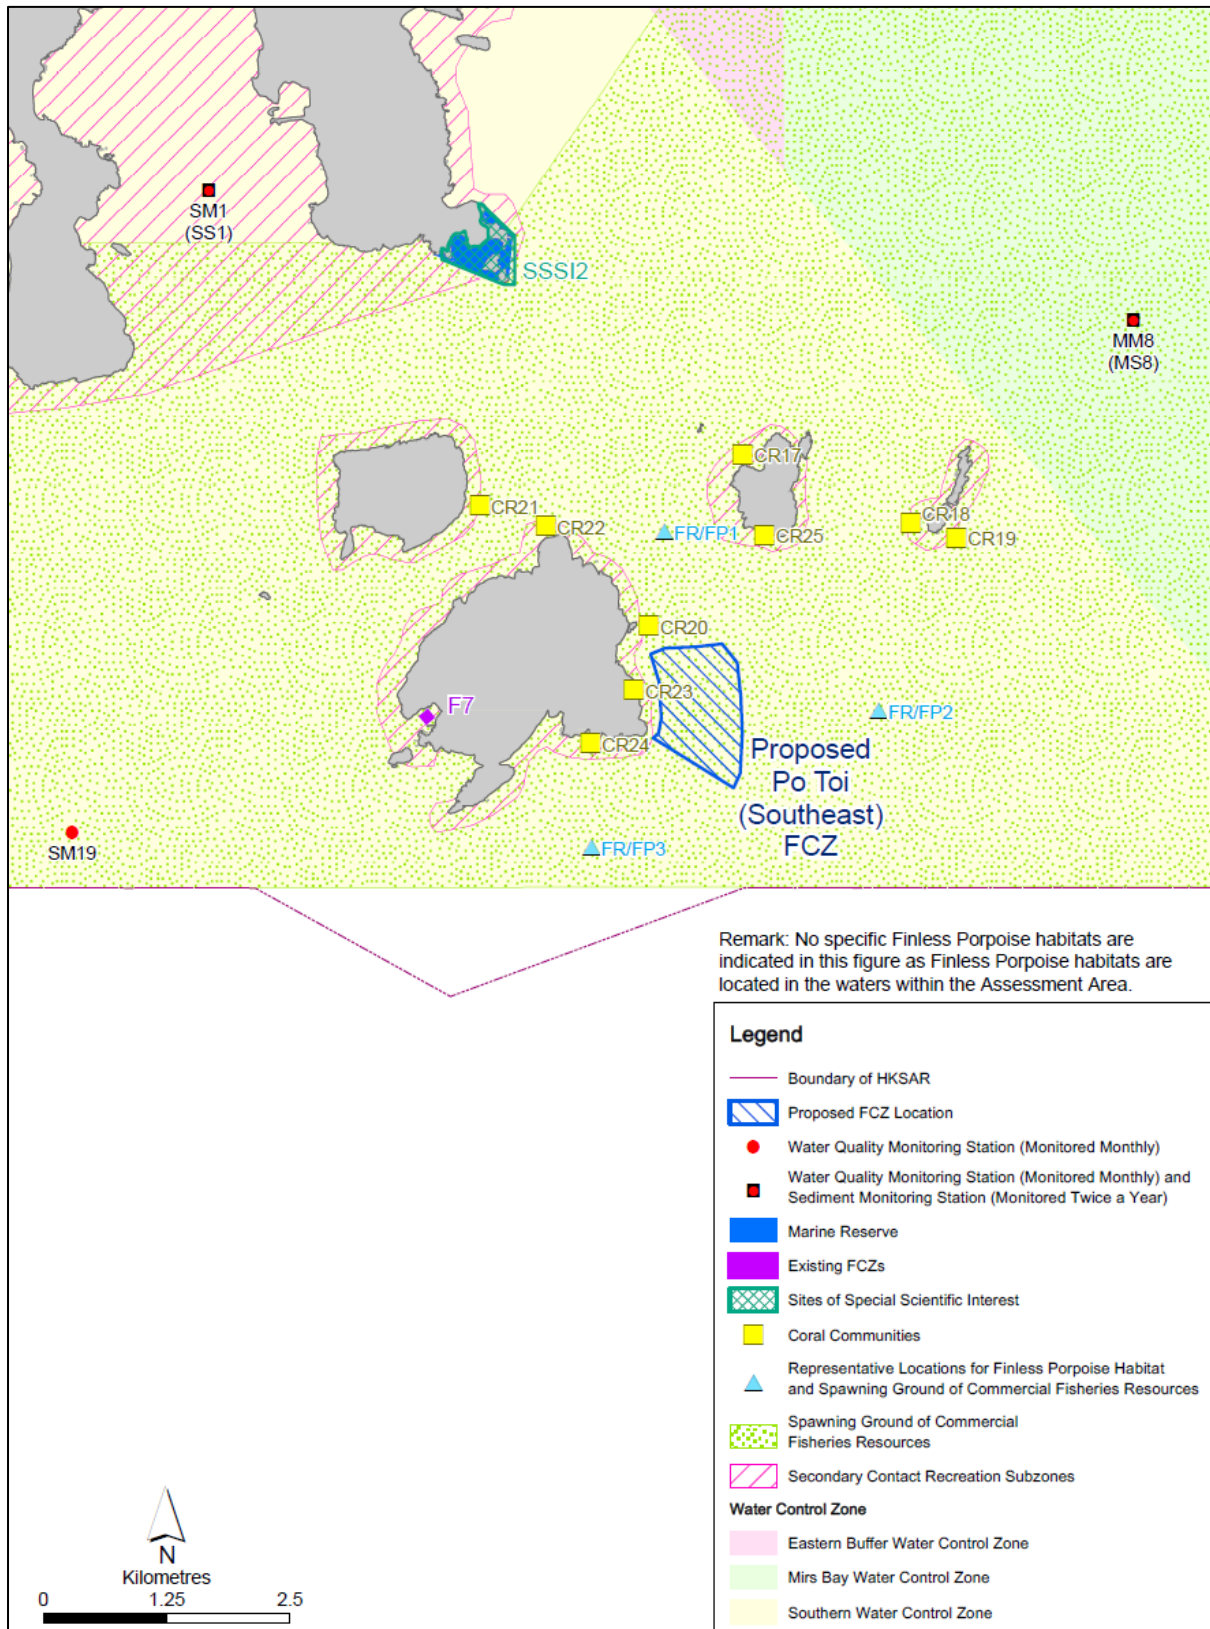 SM1
(SS1)
SSSI2
MM8
(MS8)
CR17
CR21
CR22
CR18
FR/FP1
CR25
CR19
CR20
CR23
F7
FR/FP2
CR24
Proposed
Po Toi
(Southeast)
FCZ
SM19
FR/FP3
Remark: No specific Finless Porpoise habitats are
indicated in this figure as Finless Porpoise habitats are
located in the waters within the Assessment Area.
Legend
Boundary of HKSAR
Proposed FCZ Location
Water Quality Monitoring Station (Monitored Monthly)
Water Quality Monitoring Station (Monitored Monthly) and
Sediment Monitoring Station (Monitored Twice a Year)
Marine Reserve
Existing FCZs
Sites of Special Scientific Interest
Coral Communities
Representative Locations for Finless Porpoise Habitat
and Spawning Ground of Commercial Fisheries Resources
Spawning Ground of Commercial
Fisheries Resources
Secondary Contact Recreation Subzones
Water Control Zone
Eastern Buffer Water Control Zone
Mirs Bay Water Control Zone
Southern Water Control Zone
N
Kilometres
0 1.25 2.5